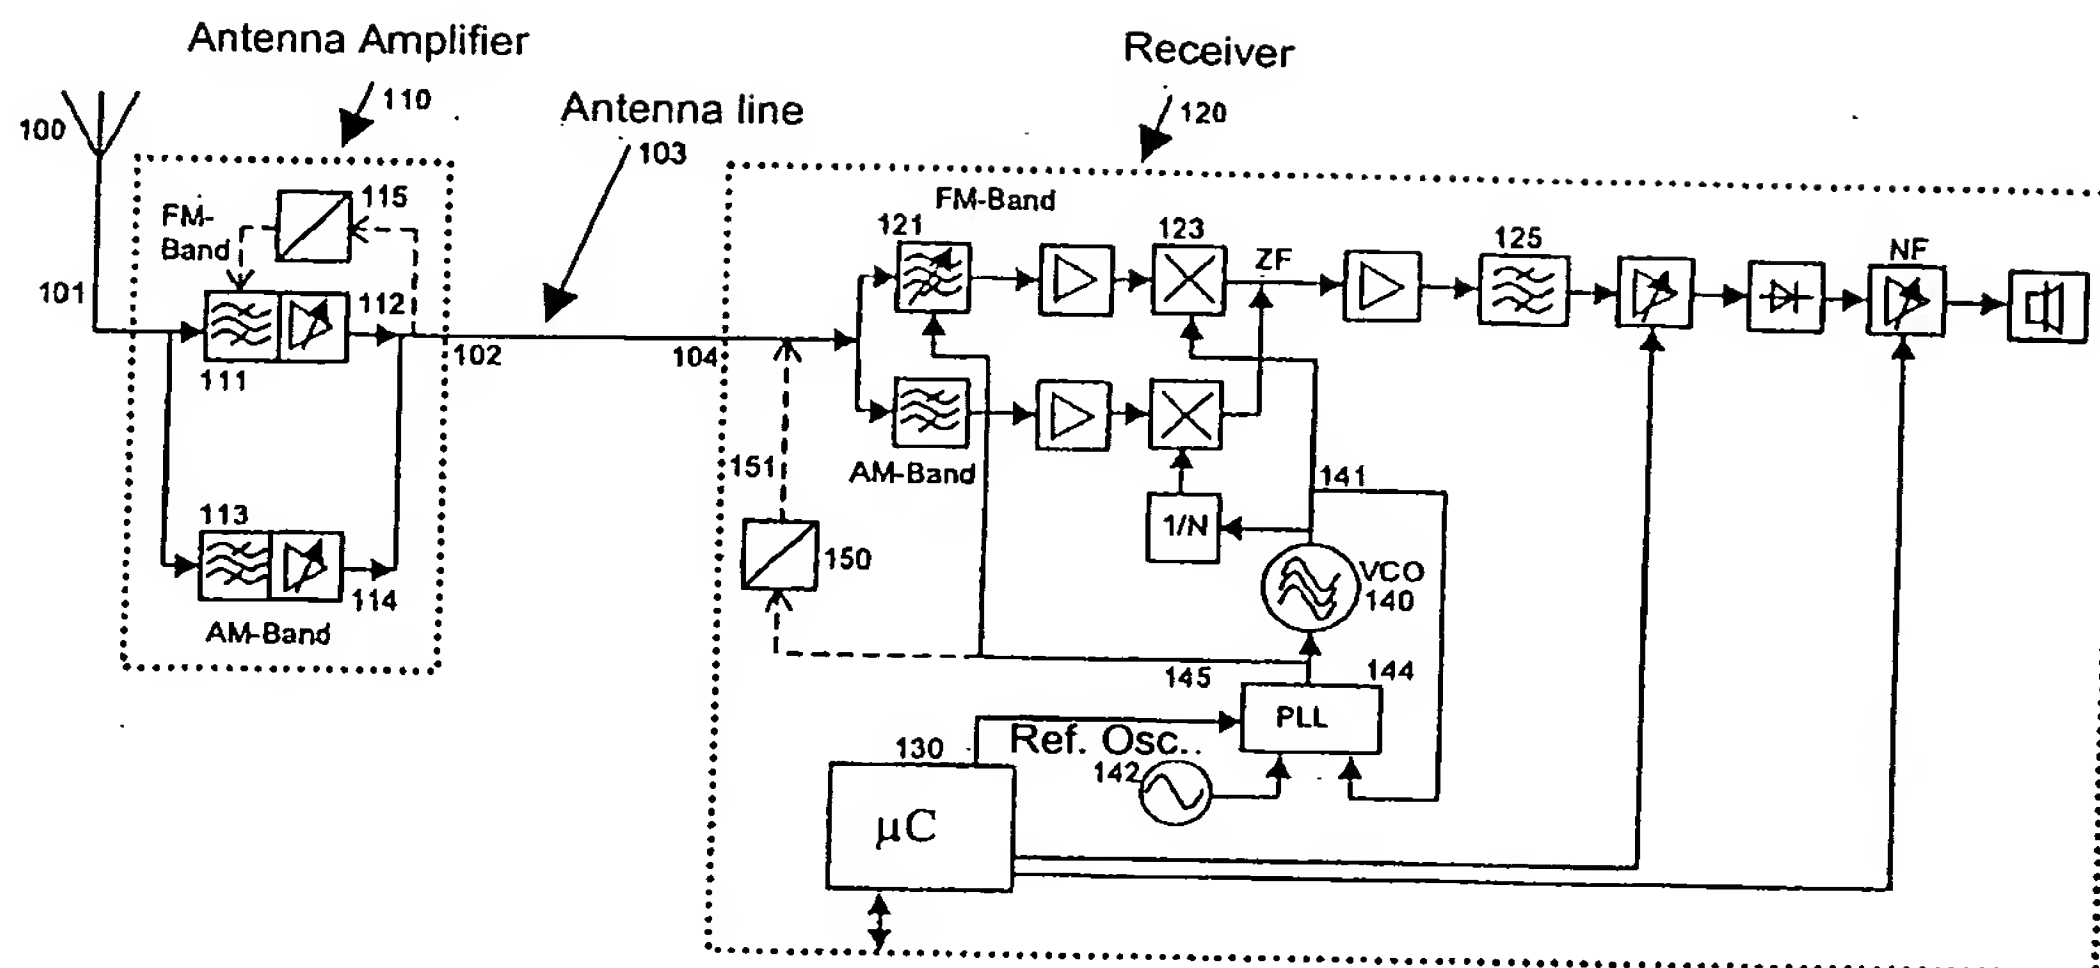 Antenna Amplifier
110
Antenna line
103
Receiver
120
100
101
FM-
Band
115
112
111
102
104
113
114
AM-Band
FM-Band
121
123
ZF
125
NF
AM-Band
151
150
1/N
141
VCO
140
145
144
PLL
Ref. Osc..
142
130
µC